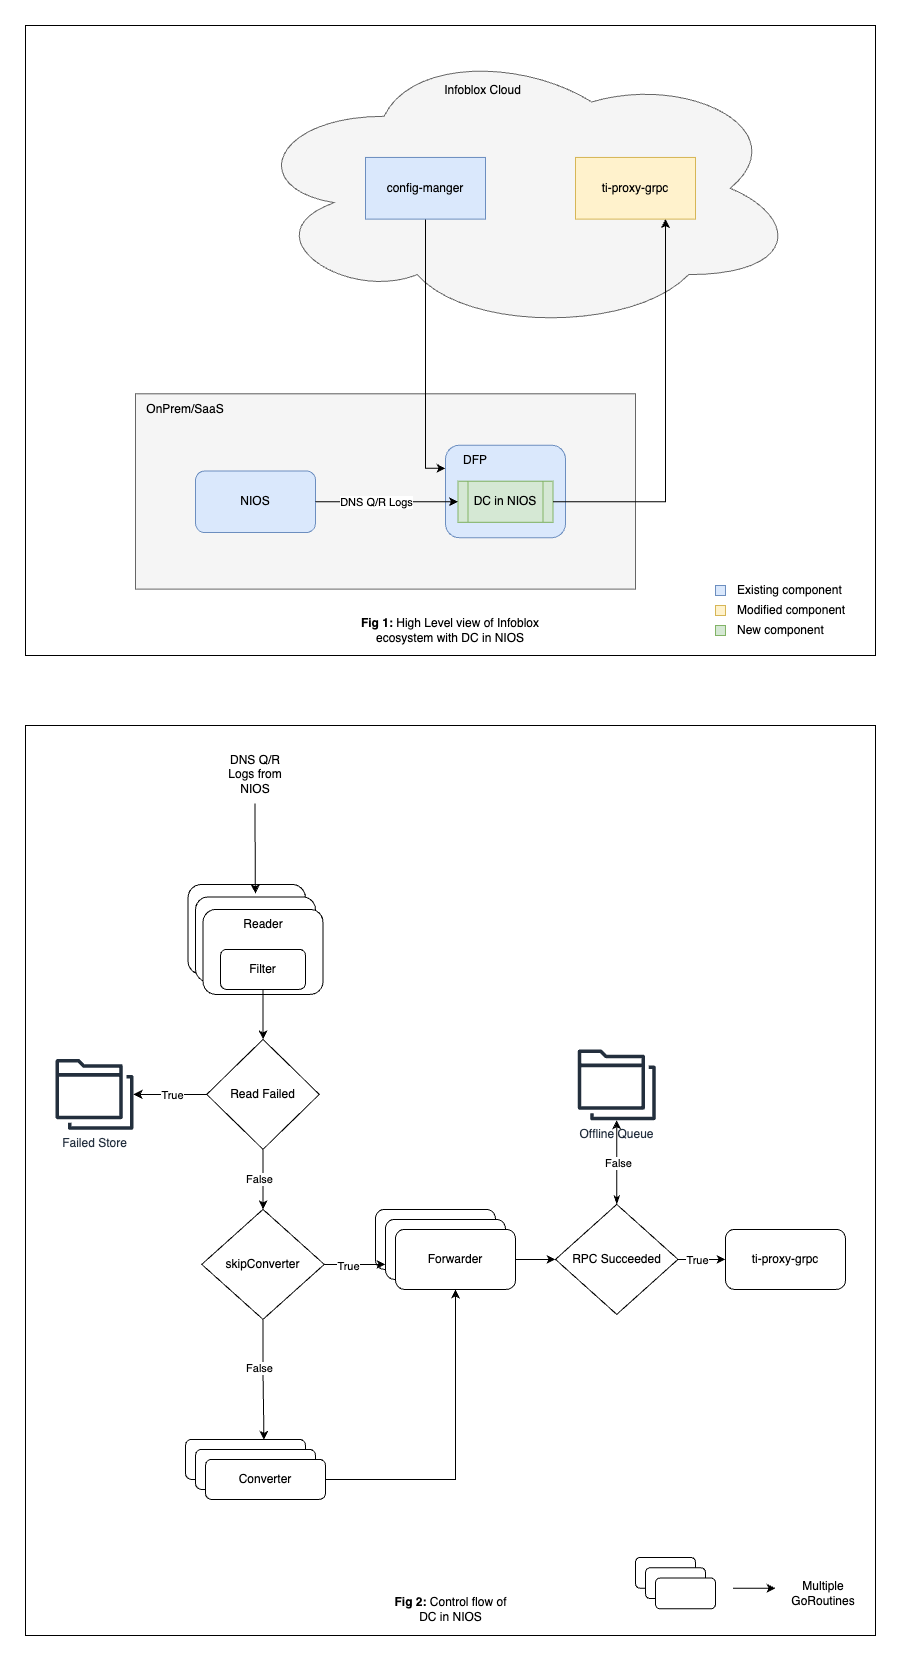 Infoblox Cloud
config-manger
ti-proxy-grpc
OnPrem/SaaS
DFP
NIOS
DNS Q/R Logs
DC in NIOS
Existing component
Modified component
New component
Fig 1: High Level view of Infoblox
ecosystem with DC in NIOS
DNS Q/R
Logs from
NIOS
Reader
Filter
Read Failed
True
Failed Store
False
skipConverter
True
Forwarder
RPC Succeeded
False
Offline Queue
True
ti-proxy-grpc
False
Converter
Multiple
GoRoutines
Fig 2: Control flow of
DC in NIOS